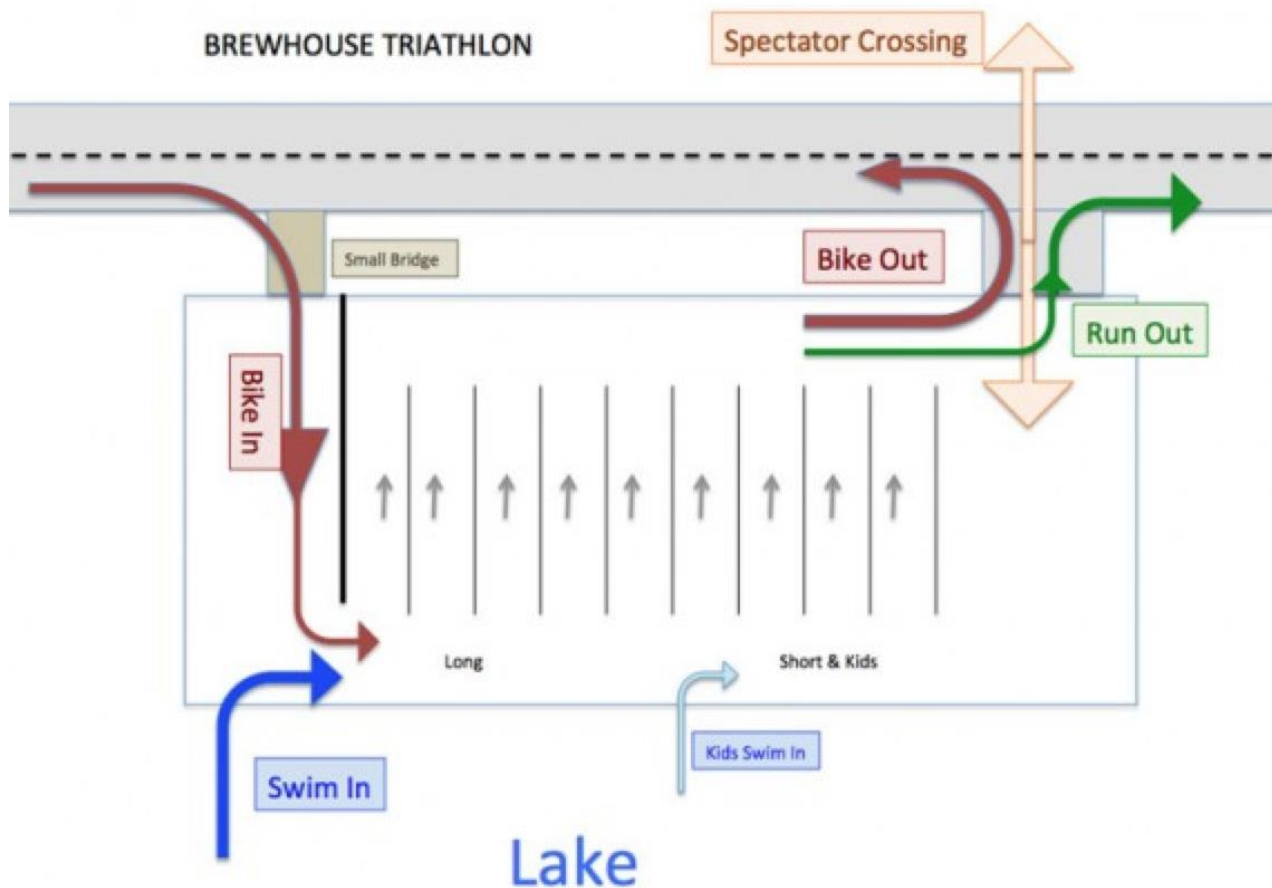 BREWHOUSE TRIATHLON
Spectator Crossing
Small Bridge
Bike Out
Run Out
Bike In
Long
Short & Kids
Kids Swim In
Swim In
Lake